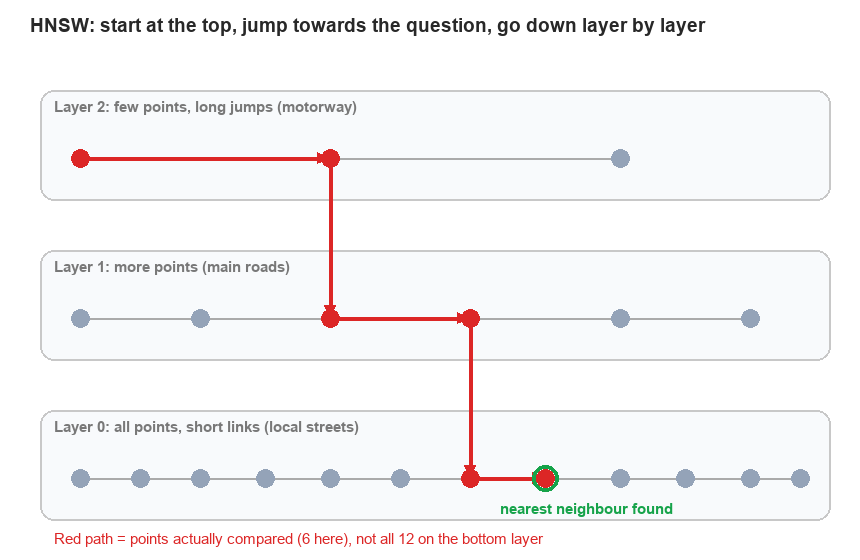 HNSW: start at the top, jump towards the question, go down layer by layer
Layer 2: few points, long jumps (motorway)
Layer 1: more points (main roads)
Layer 0: all points, short links (local streets)
nearest neighbour found
Red path = points actually compared (6 here), not all 12 on the bottom layer